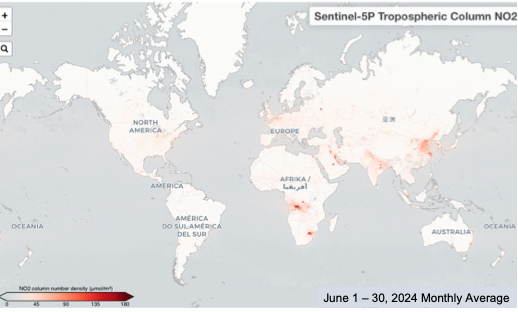 +
−
Sentinel-5P Tropospheric Column NO2
NORTH
AMERICA
EUROPE
亚洲
AFRIKA /
أفريقيا
AMÉRICA
AMÉRICA
DO SUL/AMÉRICA
DEL SUR
OCEANIA
AUSTRALIA
OCEANIA
NO2 column number density (µmol/m²)
0 45 90 135 180
June 1 – 30, 2024 Monthly Average